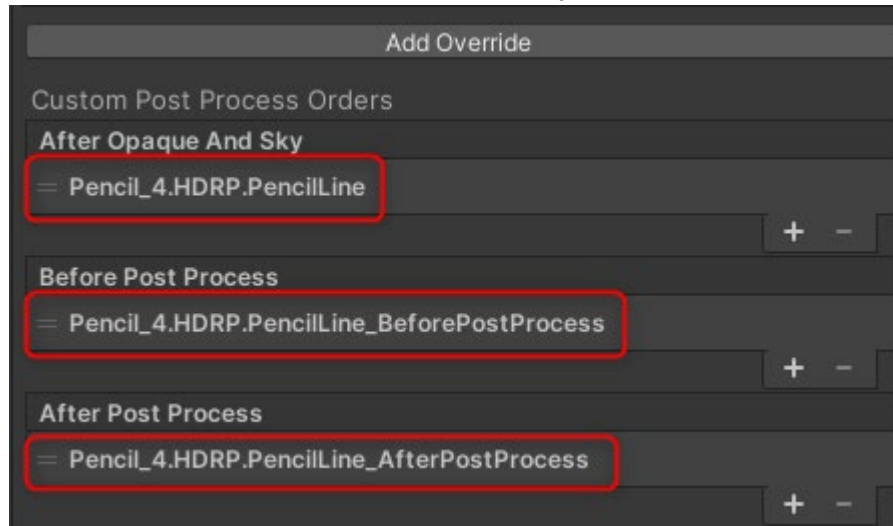 Add Override
Custom Post Process Orders
After Opaque And Sky
= Pencil_4.HDRP.PencilLine
+ -
Before Post Process
= Pencil_4.HDRP.PencilLine_BeforePostProcess
+ -
After Post Process
= Pencil_4.HDRP.PencilLine_AfterPostProcess
+ -